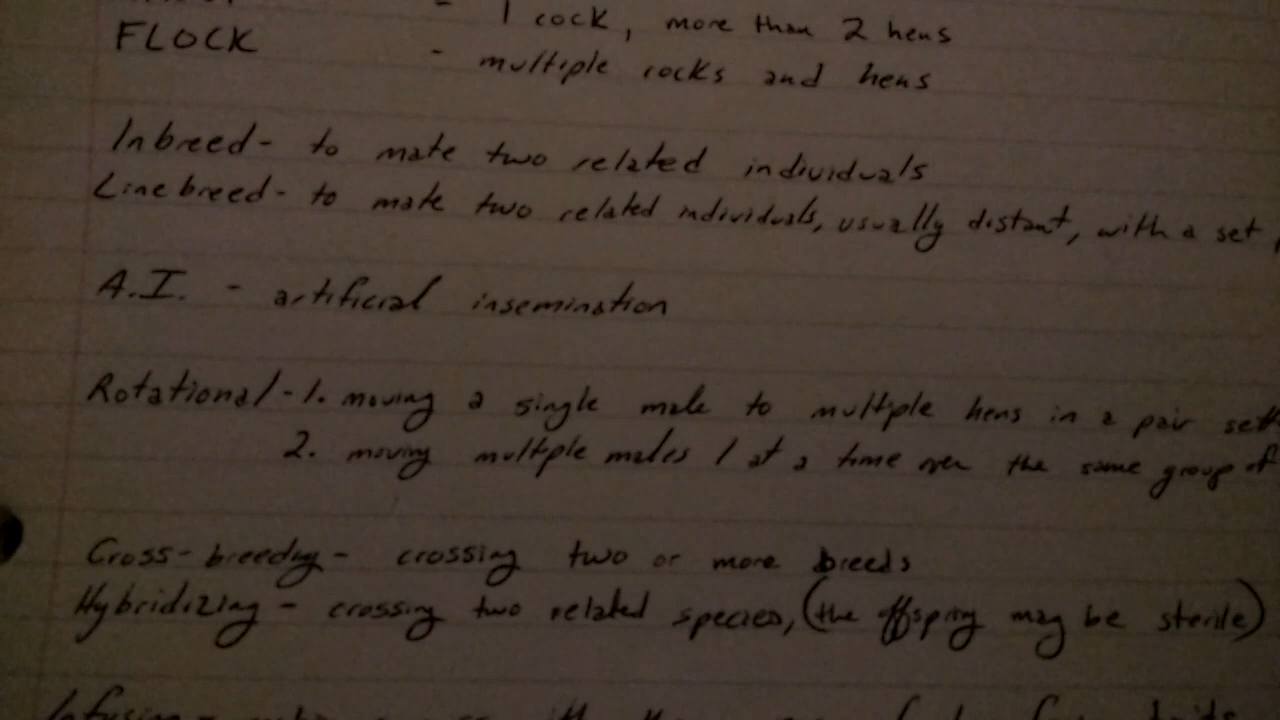 - 1 cock, more than 2 hens
FLOCK - multiple cocks and hens
Inbreed - to mate two related individuals
Line breed - to mate two related individuals, usually distant, with a set
A.I. - artificial insemination
Rotational - 1. moving a single male to multiple hens in a pair
2. moving multiple males 1 at a time over the same group of
Cross-breeding - crossing two or more breeds
Hybridizing - crossing two related species, (the offspring may be sterile)